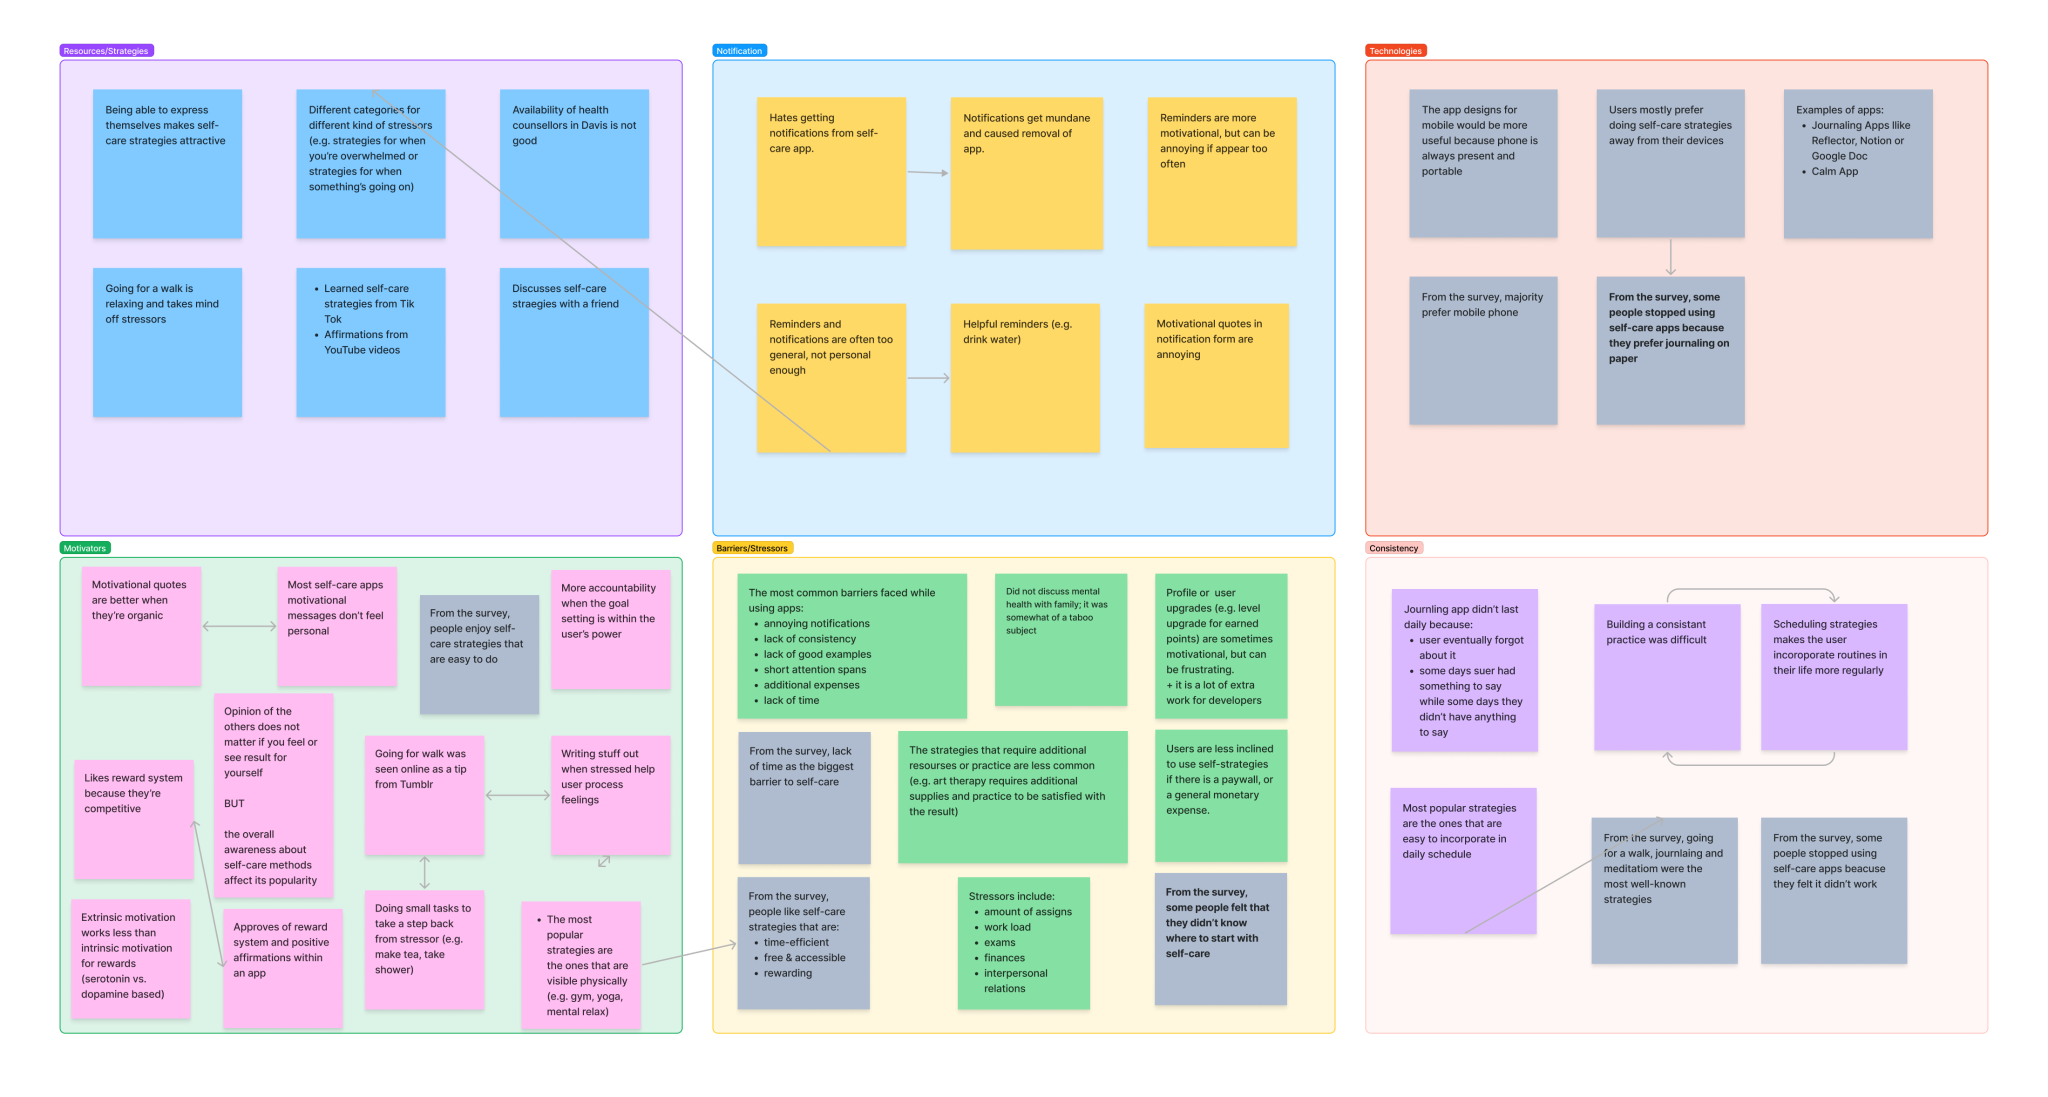 Resources/Strategies
Being able to express
themselves makes self-
care strategies attractive
Different categories for
different kind of stressors
(e.g. strategies for when
you're overwhelmed or
strategies for when
something's going on)
Availability of health
counsellors in Davis is not
good
Going for a walk is
relaxing and takes mind
off stressors
• Learned self-care
strategies from Tik
Tok
• Affirmations from
YouTube videos
Discusses self-care
straegies with a friend
Notification
Hates getting
notifications from self-
care app.
Notifications get mundane
and caused removal of
app.
Reminders are more
motivational, but can be
annoying if appear too
often
Reminders and
notifications are often too
general, not personal
enough
Helpful reminders (e.g.
drink water)
Motivational quotes in
notification form are
annoying
Technologies
The app designs for
mobile would be more
useful because phone is
always present and
portable
Users mostly prefer
doing self-care strategies
away from their devices
Examples of apps:
• Journaling Apps llike
Reflector, Notion or
Google Doc
• Calm App
From the survey, majority
prefer mobile phone
From the survey, some
people stopped using
self-care apps because
they prefer journaling on
paper
Motivators
Motivational quotes
are better when
they're organic
Most self-care apps
motivational
messages don't feel
personal
From the survey,
people enjoy self-
care strategies that
are easy to do
More accountability
when the goal
setting is within the
user's power
Opinion of the
others does not
matter if you feel or
see result for
yourself
BUT
the overall
awareness about
self-care methods
affect its popularity
Likes reward system
because they're
competitive
Going for walk was
seen online as a tip
from Tumblr
Writing stuff out
when stressed help
user process
feelings
Extrinsic motivation
works less than
intrinsic motivation
for rewards
(serotonin vs.
dopamine based)
Approves of reward
system and positive
affirmations within
an app
Doing small tasks to
take a step back
from stressor (e.g.
make tea, take
shower)
• The most
popular
strategies are
the ones that are
visible physically
(e.g. gym, yoga,
mental relax)
Barriers/Stressors
The most common barriers faced while
using apps:
• annoying notifications
• lack of consistency
• lack of good examples
• short attention spans
• additional expenses
• lack of time
Did not discuss mental
health with family; it was
somewhat of a taboo
subject
Profile or user
upgrades (e.g. level
upgrade for earned
points) are sometimes
motivational, but can
be frustrating.
+ it is a lot of extra
work for developers
From the survey, lack
of time as the biggest
barrier to self-care
The strategies that require additional
resourses or practice are less common
(e.g. art therapy requires additional
supplies and practice to be satisfied with
the result)
Users are less inclined
to use self-strategies
if there is a paywall, or
a general monetary
expense.
From the survey,
people like self-care
strategies that are:
• time-efficient
• free & accessible
• rewarding
Stressors include:
• amount of assigns
• work load
• exams
• finances
• interpersonal
relations
From the survey,
some people felt that
they didn't know
where to start with
self-care
Consistency
Journling app didn't last
daily because:
• user eventually forgot
about it
• some days suer had
something to say
while some days they
didn't have anything
to say
Building a consistant
practice was difficult
Scheduling strategies
makes the user
incoroporate routines in
their life more regularly
Most popular strategies
are the ones that are
easy to incorporate in
daily schedule
From the survey, going
for a walk, journlaing and
meditatiom were the
most well-known
strategies
From the survey, some
poeple stopped using
self-care apps beacuse
they felt it didn't work